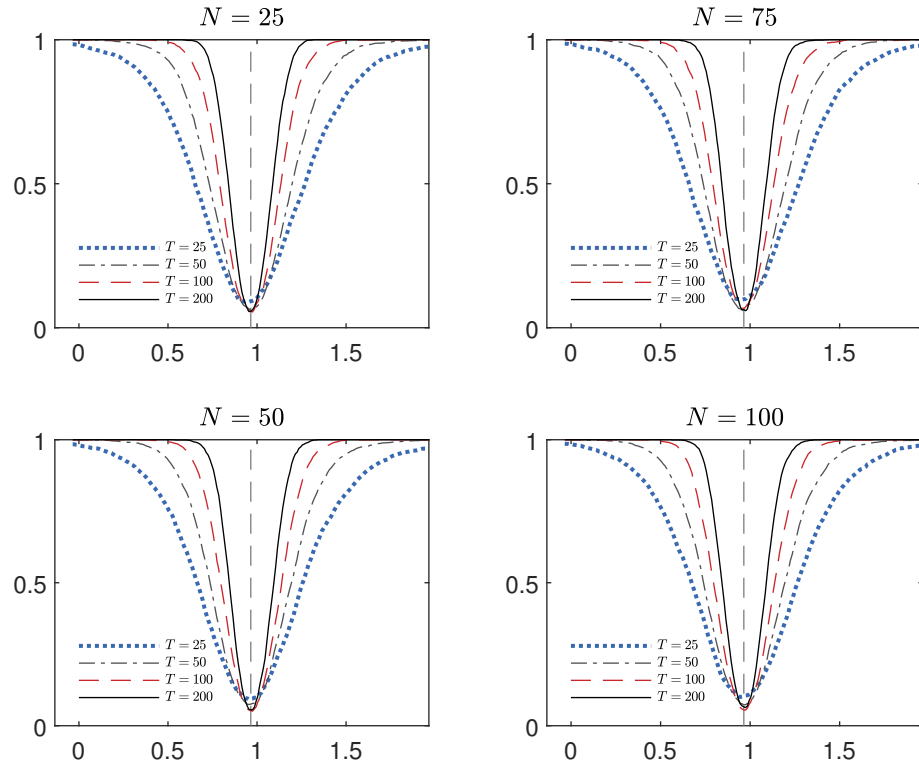 N = 25
1
0.5
0
T = 25
T = 50
T = 100
T = 200
0 0.5 1 1.5
N = 75
1
0.5
0
T = 25
T = 50
T = 100
T = 200
0 0.5 1 1.5
N = 50
1
0.5
0
T = 25
T = 50
T = 100
T = 200
0 0.5 1 1.5
N = 100
1
0.5
0
T = 25
T = 50
T = 100
T = 200
0 0.5 1 1.5